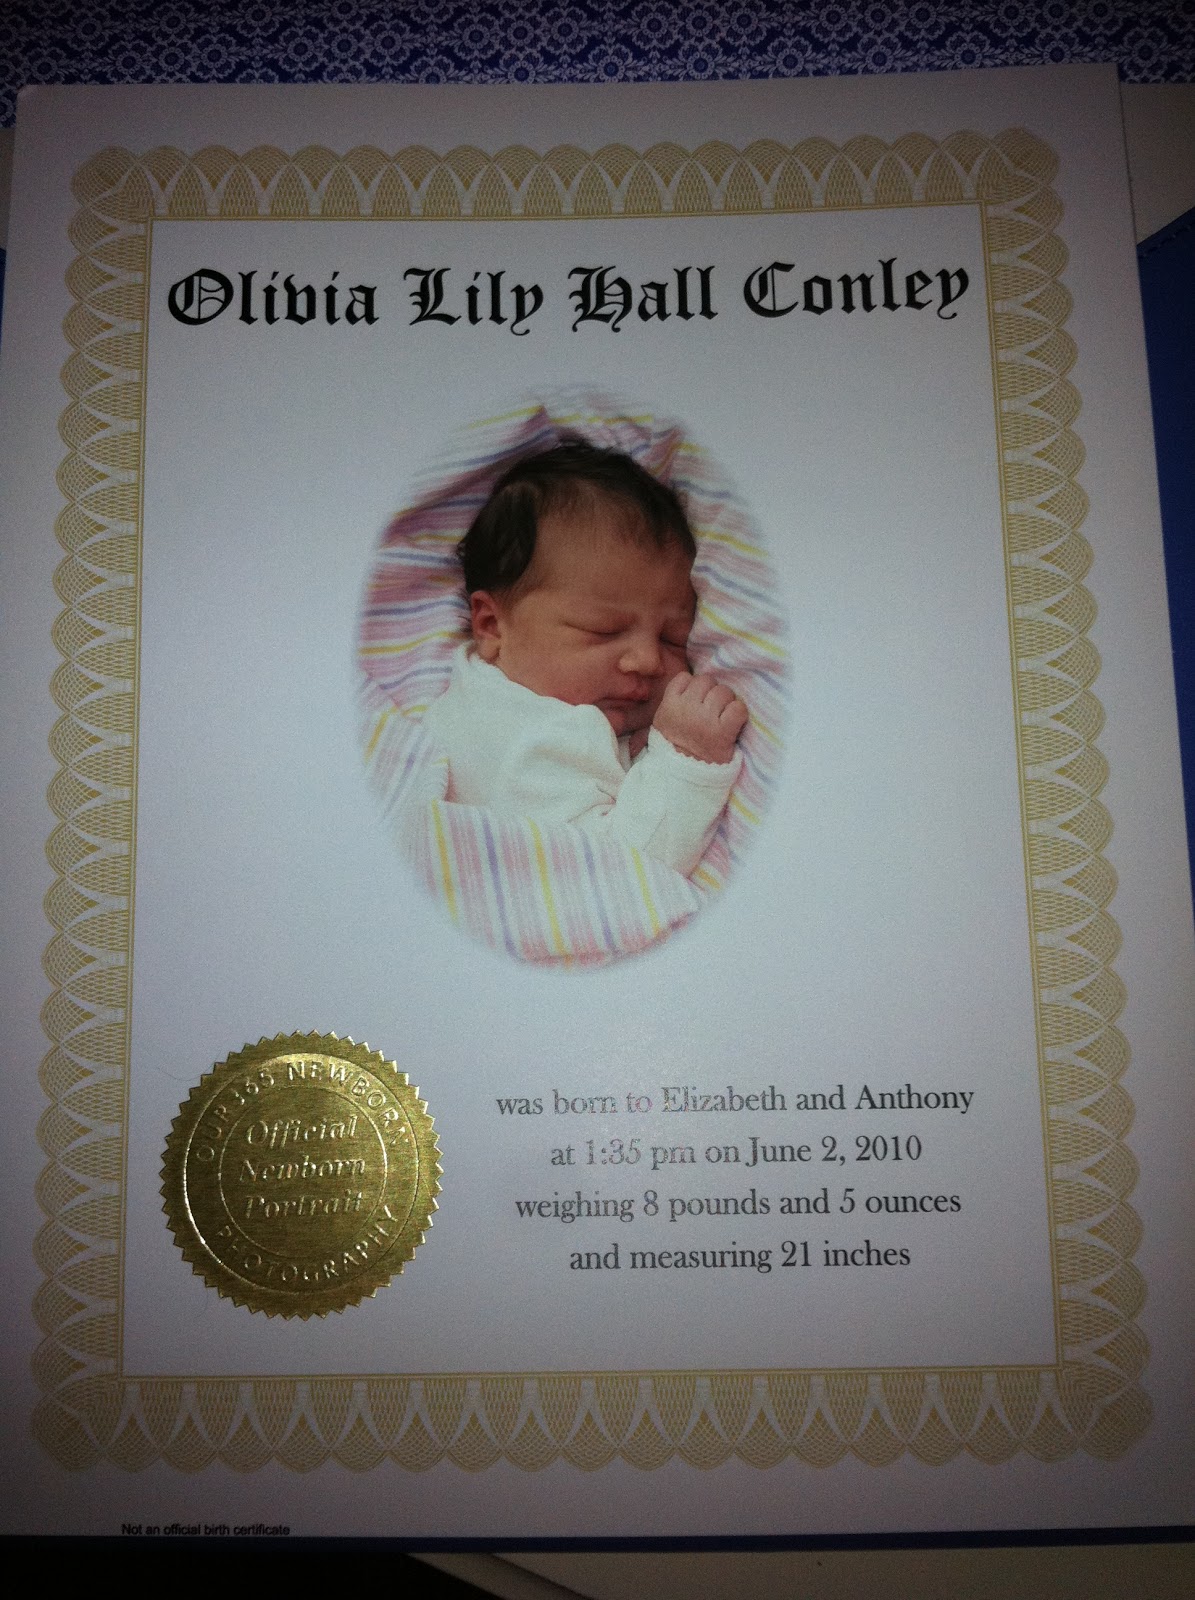 Olivia Lily Hall Conley
was born to Elizabeth and Anthony
at 1:35 pm on June 2, 2010
weighing 8 pounds and 5 ounces
and measuring 21 inches
OUR365 NEWBORN
Official
Newborn
Portrait
PHOTOGRAPHY
Not an official birth certificate